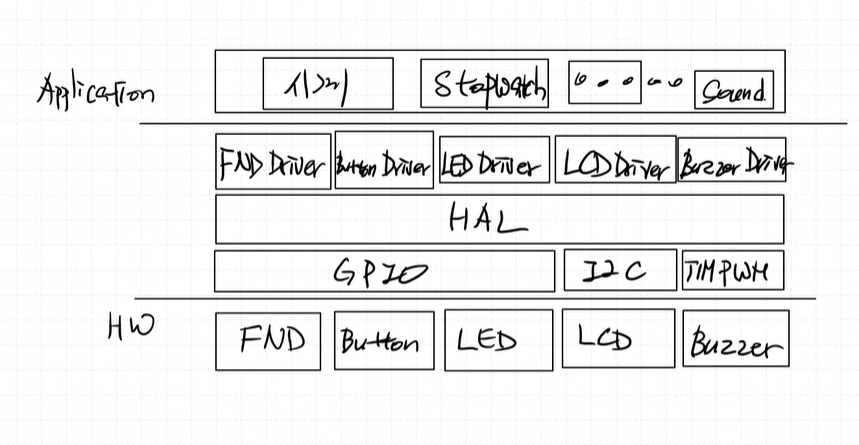 Application 시계 Stopwatch Sound
FND Driver Button Driver LED Driver LCD Driver Buzzer Driver
HAL
GPIO I2C TIM PWM
HW FND Button LED LCD Buzzer